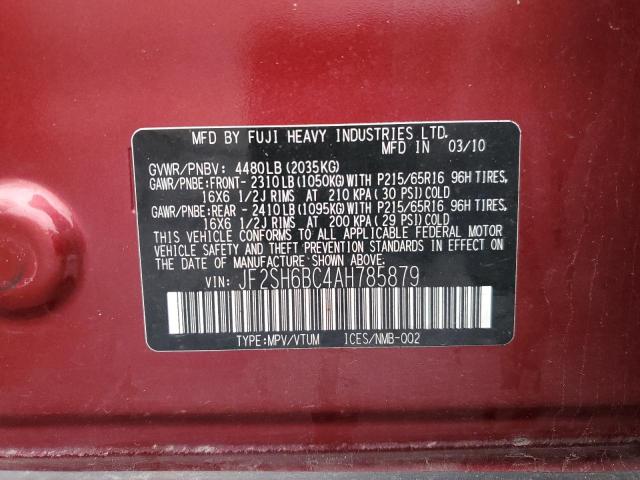 MFD BY FUJI HEAVY INDUSTRIES LTD.
MFD IN 03/10
GVWR/PNBV: 4480LB(2035KG)
GAWR/PNBE:FRONT- 2310LB(1050KG)WITH P215/65R16 96H TIRES,
16X6 1/2J RIMS AT 210 KPA(30 PSI)COLD
GAWR/PNBE:REAR - 2410LB(1095KG)WITH P215/65R16 96H TIRES,
16X6 1/2J RIMS AT 200 KPA(29 PSI)COLD
THIS VEHICLE CONFORMS TO ALL APPLICABLE FEDERAL MOTOR
VEHICLE SAFETY AND THEFT PREVENTION STANDARDS IN EFFECT
ON THE DATE OF MANUFACTURE SHOWN ABOVE.
VIN: JF2SH6BC4AH785879
TYPE:MPV/VTUM ICES/NMB-002